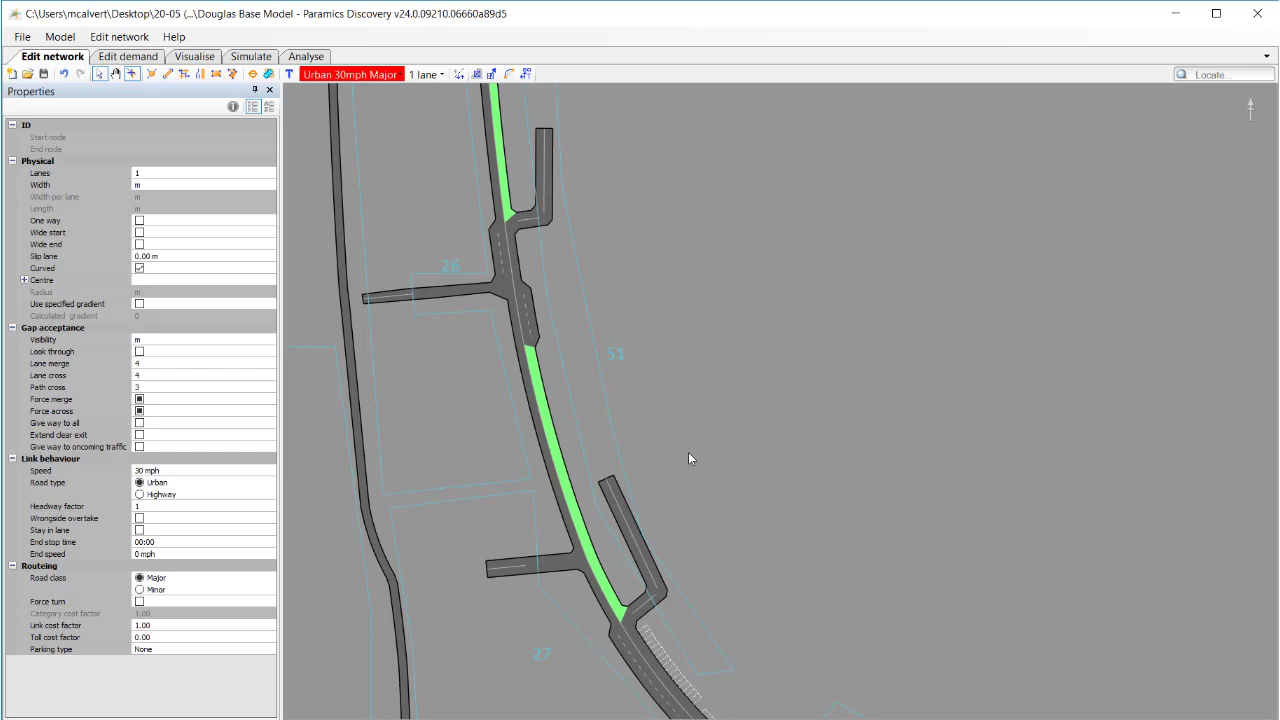 C:\Users\mcalvert\Desktop\20-05 (...\Douglas Base Model - Paramics Discovery v24.0.09210.06660a89d5
File Model Edit network Help
Edit network Edit demand Visualise Simulate Analyse
T Urban 30mph Major 1 lane Locate...
Properties
ID
Start node
End node
Physical
Lanes 1
Width m
Width per lane m
Length m
One way
Wide start
Wide end
Slip lane 0.00 m
Curved
Centre
Radius m
Use specified gradient
Calculated gradient 0
Gap acceptance
Visibility m
Look through
Lane merge 4
Lane cross 4
Path cross 3
Force merge
Force across
Give way to all
Extend clear exit
Give way to oncoming traffic
Link behaviour
Speed 30 mph
Road type Urban
Highway
Headway factor 1
Wrongside overtake
Stay in lane
End stop time 00:00
End speed 0 mph
Routeing
Road class Major
Minor
Force turn
Category cost factor 1.00
Link cost factor 1.00
Toll cost factor 0.00
Parking type None
26
51
27